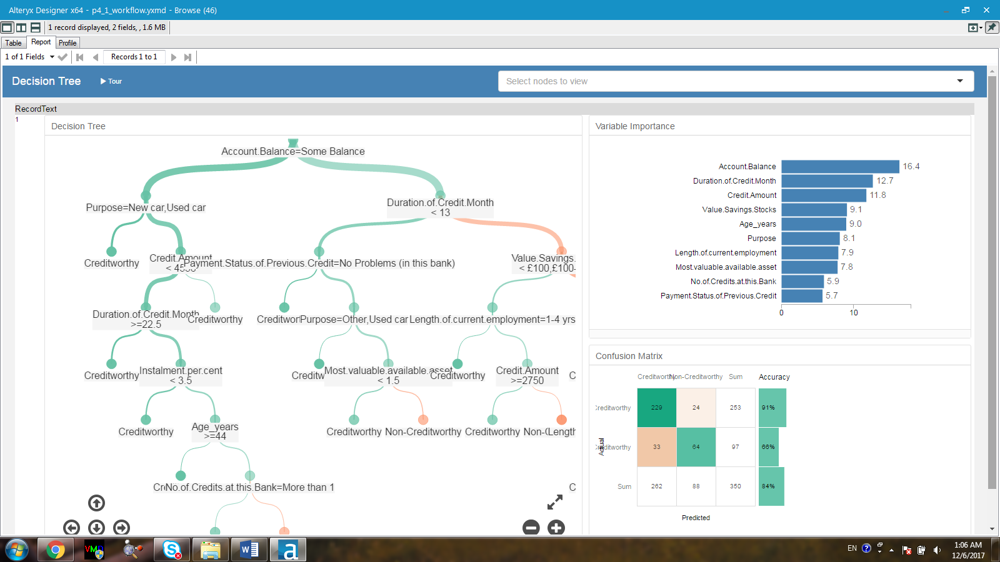 Alteryx Designer x64 - p4_1_workflow.yxmd - Browse (46)
1 record displayed, 2 fields, , 1.6 MB
Table Report Profile
1 of 1 Fields Records 1 to 1
Decision Tree Tour Select nodes to view
RecordText
1
Decision Tree
Account.Balance=Some Balance
Purpose=New car,Used car
Duration.of.Credit.Month
< 13
Creditworthy
Credit.Amount
Payment.Status.of.Previous.Credit=No Problems (in this bank)
Value.Savings.
< £100,£100-
Duration.of.Credit.Month
>=22.5
Creditworthy
Purpose=Other,Used car
Length.of.current.employment=1-4 yrs
Creditworthy
Instalment.per.cent
< 3.5
Most.valuable.available.asset
< 1.5
Creditworthy
Credit.Amount
>=2750
Creditworthy
Age_years
>=44
Creditworthy
Non-Creditworthy
Creditworthy
No.of.Credits.at.this.Bank=More than 1
Variable Importance
Account.Balance 16.4
Duration.of.Credit.Month 12.7
Credit.Amount 11.8
Value.Savings.Stocks 9.1
Age_years 9.0
Purpose 8.1
Length.of.current.employment 7.9
Most.valuable.available.asset 7.8
No.of.Credits.at.this.Bank 5.9
Payment.Status.of.Previous.Credit 5.7
0 10
Confusion Matrix
Creditworthy Non-Creditworthy Sum Accuracy
Creditworthy 229 24 253 91%
Actual
Creditworthy 33 64 97 66%
Sum 262 88 350 84%
Predicted
EN
1:06 AM
12/6/2017